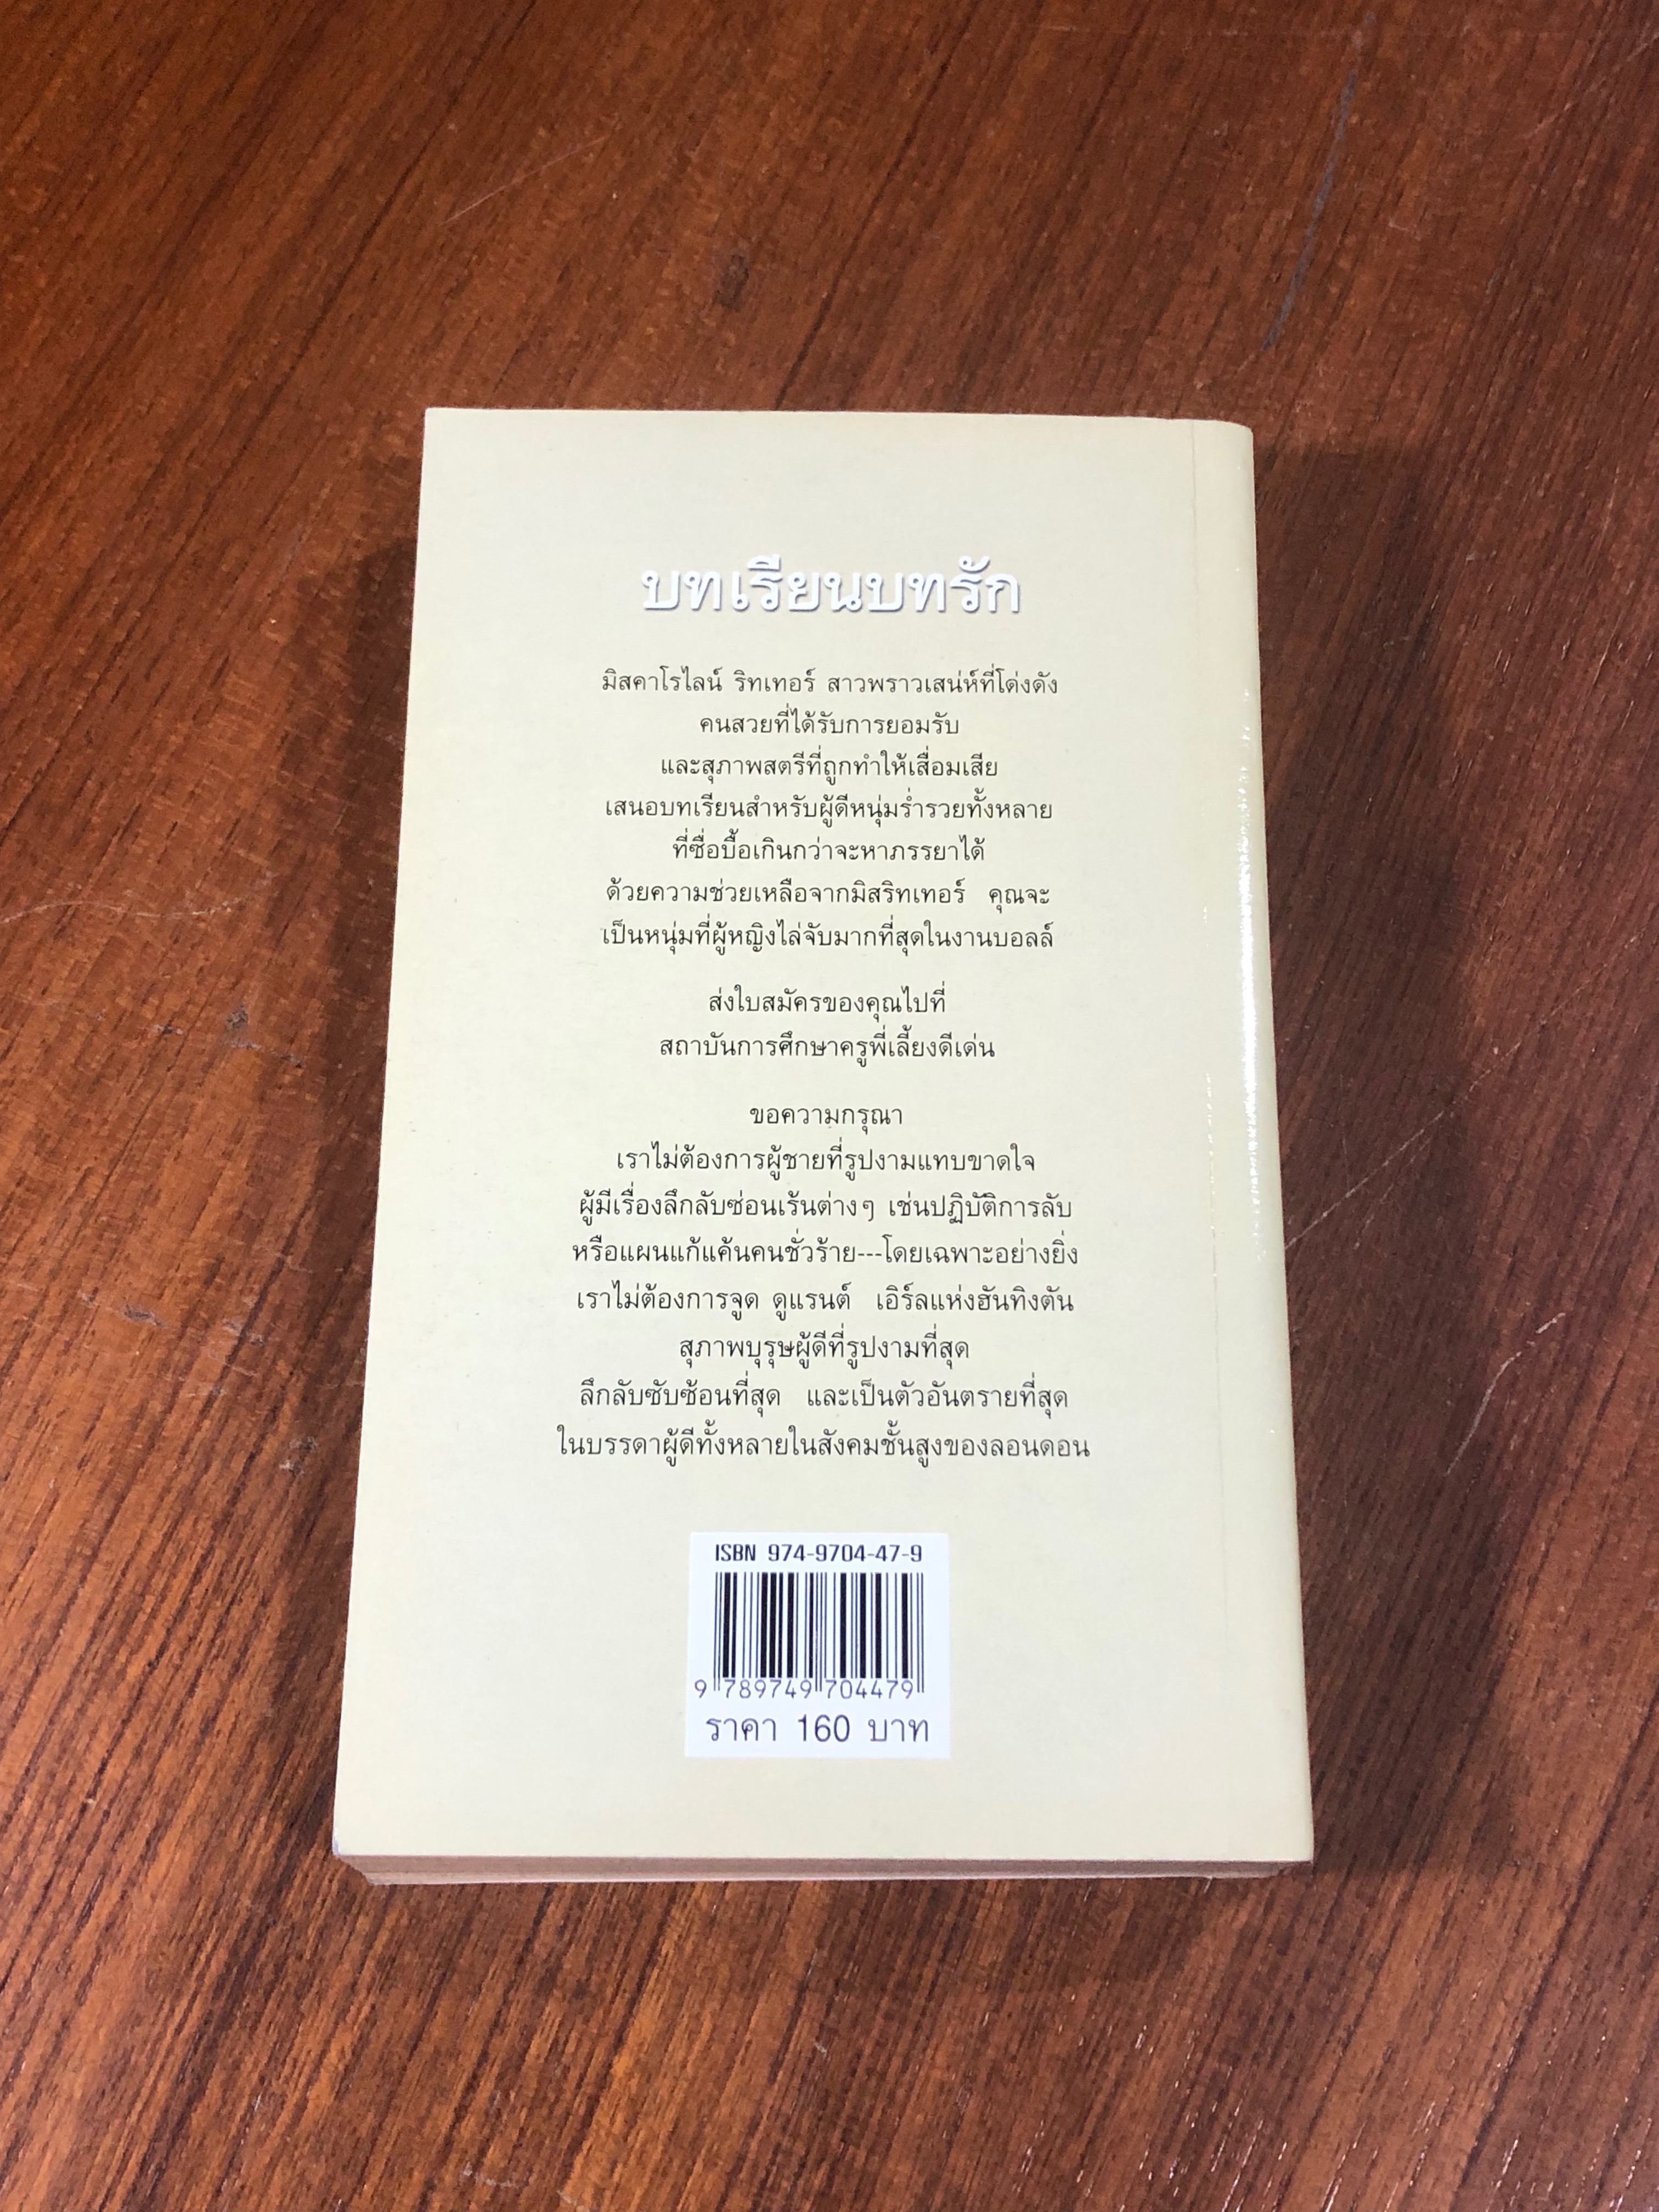 บทเรียนบทรัก
มิสคาโรไลน์ ริทเทอร์ สาวพราวเสน่ห์ที่โด่งดัง
คนสวยที่ได้รับการยอมรับ
และสุภาพสตรีที่ถูกทำให้เสื่อมเสีย
เสนอบทเรียนสำหรับผู้ดีหนุ่มร่ำรวยทั้งหลาย
ที่ซื่อบื้อเกินกว่าจะหาภรรยาได้
ด้วยความช่วยเหลือจากมิสริทเทอร์ คุณจะ
เป็นหนุ่มที่ผู้หญิงไล่จับมากที่สุดในงานบอลล์
ส่งใบสมัครของคุณไปที่
สถาบันการศึกษาครูพี่เลี้ยงดีเด่น
ขอความกรุณา
เราไม่ต้องการผู้ชายที่รูปงามแทบขาดใจ
ผู้มีเรื่องลึกลับซ่อนเร้นต่างๆ เช่นปฏิบัติการลับ
หรือแผนแก้แค้นคนชั่วร้าย---โดยเฉพาะอย่างยิ่ง
เราไม่ต้องการจูด ดูแรนต์ เอิร์ลแห่งฮันทิงตัน
สุภาพบุรุษผู้ดีที่รูปงามที่สุด
ลึกลับซับซ้อนที่สุด และเป็นตัวอันตรายที่สุด
ในบรรดาผู้ดีทั้งหลายในสังคมชั้นสูงของลอนดอน
ISBN 974-9704-47-9
9 789749 704479
ราคา 160 บาท